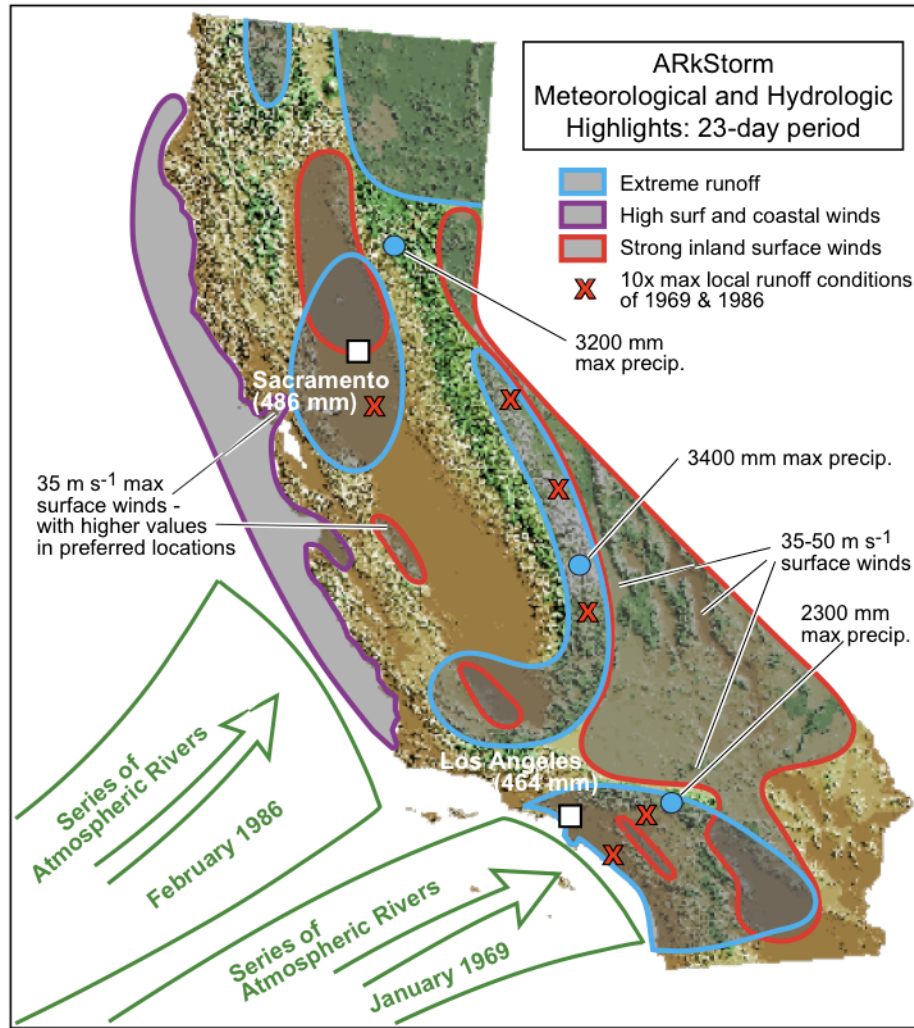 ARkStorm
Meteorological and Hydrologic
Highlights: 23-day period
Extreme runoff
High surf and coastal winds
Strong inland surface winds
X 10x max local runoff conditions
of 1969 & 1986
3200 mm
max precip.
Sacramento
(486 mm)
X
X
3400 mm max precip.
X
35 m s⁻¹ max
surface winds -
with higher values
in preferred locations
35-50 m s⁻¹
surface winds
X
2300 mm
max precip.
Los Angeles
(464 mm)
X
X
Series of
Atmospheric Rivers
February 1986
Series of
Atmospheric Rivers
January 1969